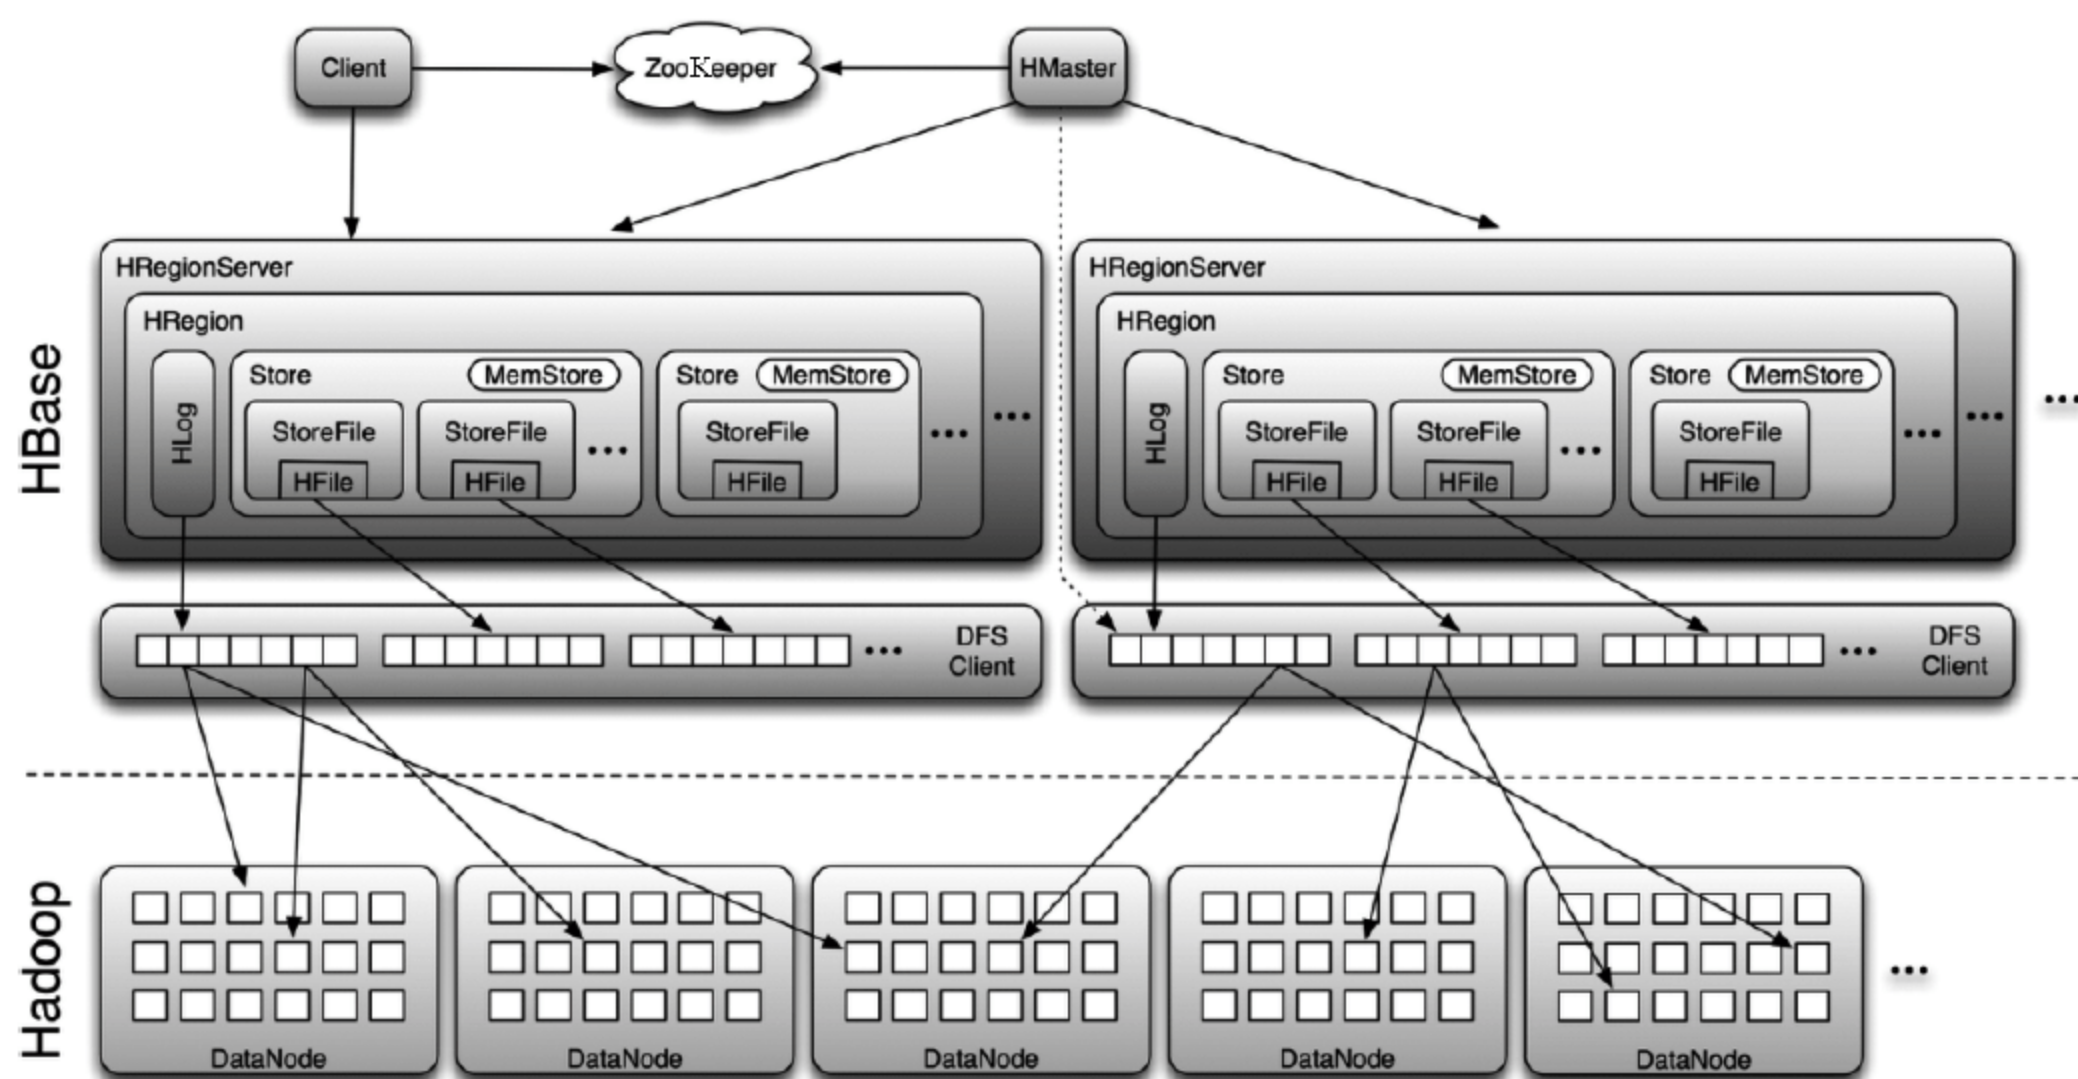 Client
ZooKeeper
HMaster
HBase
HRegionServer
HRegion
HLog
Store
MemStore
StoreFile
HFile
StoreFile
HFile
...
Store
MemStore
StoreFile
HFile
...
...
HRegionServer
HRegion
HLog
Store
MemStore
StoreFile
HFile
StoreFile
HFile
...
Store
MemStore
StoreFile
HFile
...
...
...
...
DFS
Client
...
DFS
Client
Hadoop
DataNode
DataNode
DataNode
DataNode
DataNode
...